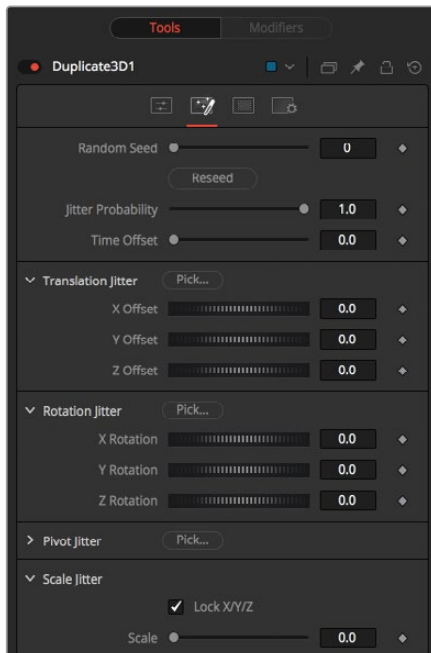 Tools Modifiers
Duplicate3D1
Random Seed 0
Reseed
Jitter Probability 1.0
Time Offset 0.0
Translation Jitter Pick...
X Offset 0.0
Y Offset 0.0
Z Offset 0.0
Rotation Jitter Pick...
X Rotation 0.0
Y Rotation 0.0
Z Rotation 0.0
Pivot Jitter Pick...
Scale Jitter
Lock X/Y/Z
Scale 0.0